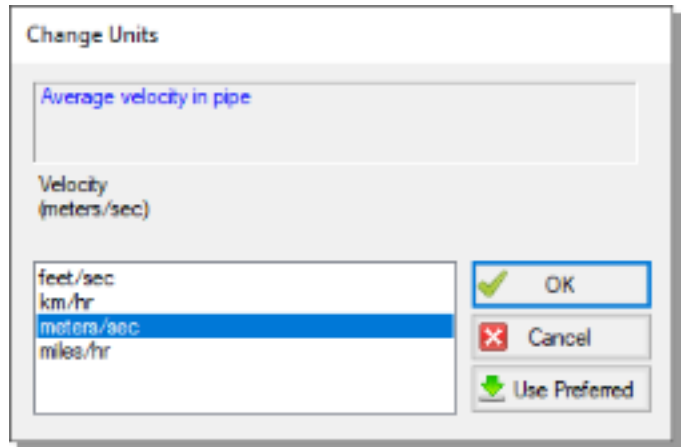 Change Units
Average velocity in pipe
Velocity
(meters/sec)
feet/sec
km/hr
meters/sec
miles/hr
OK
Cancel
Use Preferred